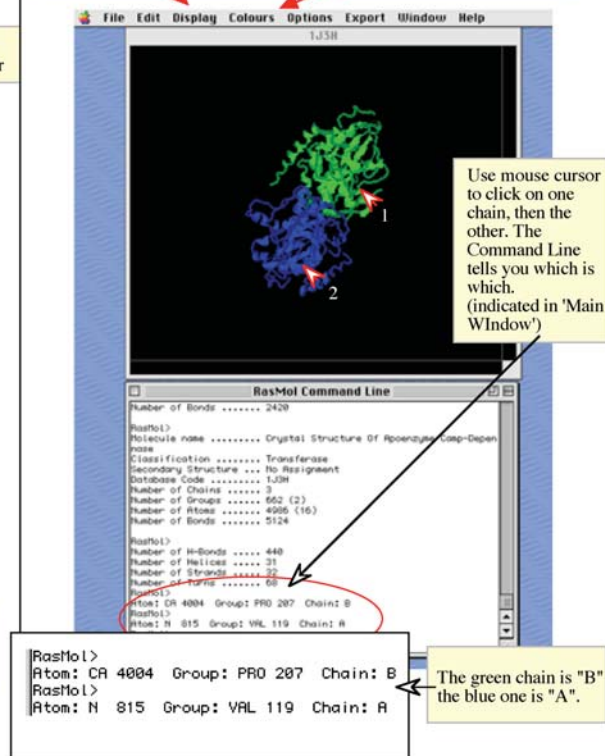 r
File Edit Display Colours Options Export Window Help
1J3H
1
2
Use mouse cursor
to click on one
chain, then the
other. The
Command Line
tells you which is
which.
(indicated in 'Main
WIndow')
RasMol Command Line
Number of Bonds ....... 2420
RasMol>
Molecule name ......... Crystal Structure Of Apoenzyme Camp-Depen
nase
Classification ........ Transferase
Secondary Structure ... No Assignment
Database Code ......... 1J3H
Number of Chains ...... 3
Number of Groups ...... 662 (2)
Number of Atoms ....... 4986 (16)
Number of Bonds ....... 5124
RasMol>
Number of H-Bonds ..... 440
Number of Helices ..... 31
Number of Strands ..... 32
Number of Turns ....... 68
RasMol>
Atom: CA 4004 Group: PRO 207 Chain: B
RasMol>
Atom: N 815 Group: VAL 119 Chain: A
RasMol>
Atom: CA 4004 Group: PRO 207 Chain: B
RasMol>
Atom: N 815 Group: VAL 119 Chain: A
The green chain is "B"
the blue one is "A".